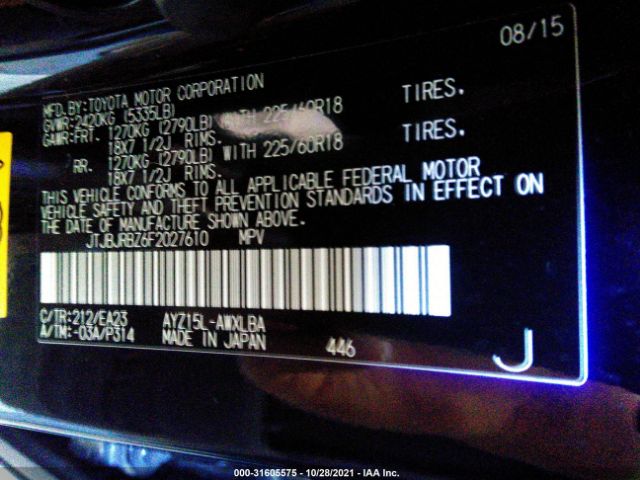 08/15
MFD.BY:TOYOTA MOTOR CORPORATION
GVWR:2420KG (5335LB)
GAWR:FRT. 1270KG (2790LB) WITH 225/60R18 TIRES.
18X7 1/2J RIMS.
RR. 1270KG (2790LB) WITH 225/60R18 TIRES.
18X7 1/2J RIMS.
THIS VEHICLE CONFORMS TO ALL APPLICABLE FEDERAL MOTOR
VEHICLE SAFETY AND THEFT PREVENTION STANDARDS IN EFFECT ON
THE DATE OF MANUFACTURE SHOWN ABOVE.
JTJBJRBZ6F2027610 MPV
C/TR:212/EA23 AYZ15L-AWXLBA
A/TM:-03A/P314 MADE IN JAPAN 446
J
000-31605575 - 10/28/2021 - IAA Inc.